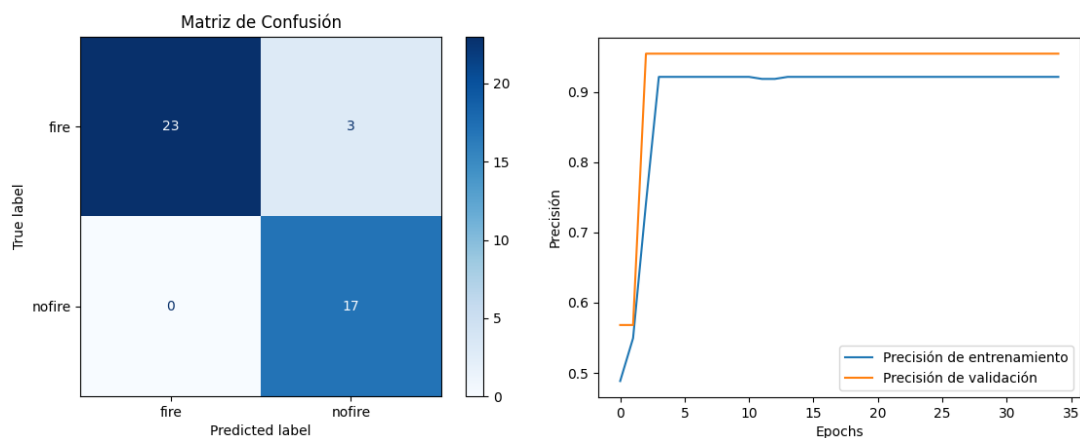 Matriz de Confusión
fire
nofire
True label
23
3
0
17
fire
nofire
Predicted label
20
15
10
5
0
Precisión
0.9
0.8
0.7
0.6
0.5
0
5
10
15
20
25
30
35
Epochs
Precisión de entrenamiento
Precisión de validación